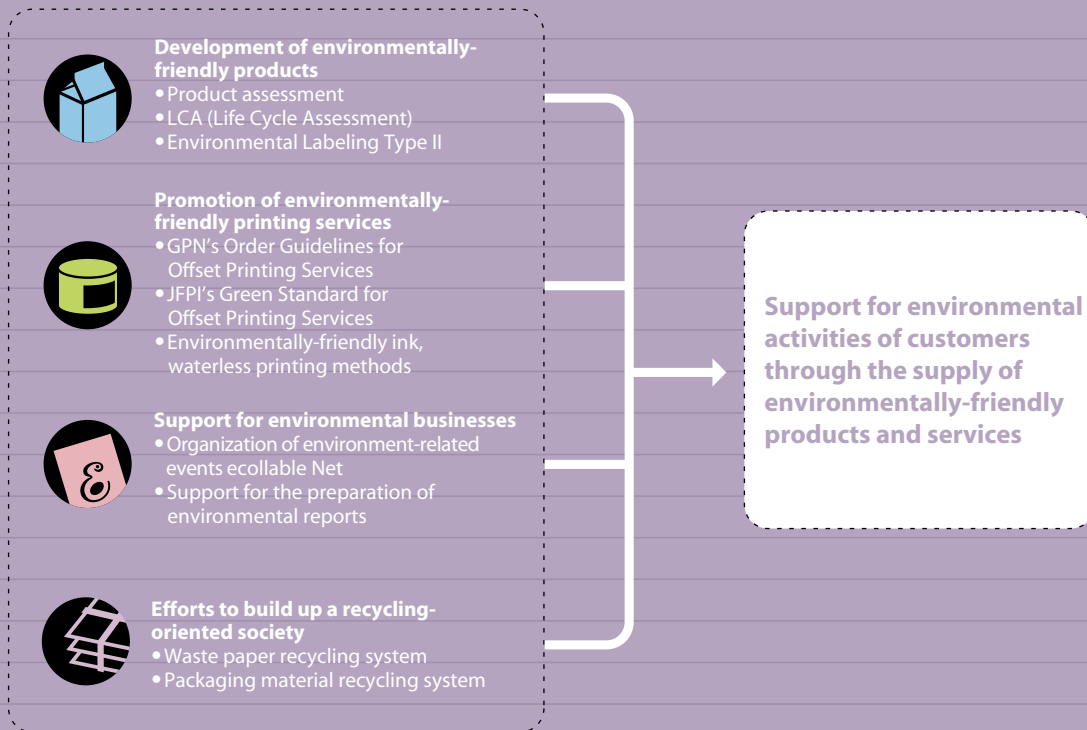 Development of environmentally-
friendly products
•Product assessment
•LCA (Life Cycle Assessment)
•Environmental Labeling Type II
Promotion of environmentally-
friendly printing services
•GPN's Order Guidelines for
Offset Printing Services
•JFPI's Green Standard for
Offset Printing Services
•Environmentally-friendly ink,
waterless printing methods
Support for environmental businesses
•Organization of environment-related
events ecollable Net
•Support for the preparation of
environmental reports
Efforts to build up a recycling-
oriented society
•Waste paper recycling system
•Packaging material recycling system
Support for environmental
activities of customers
through the supply of
environmentally-friendly
products and services